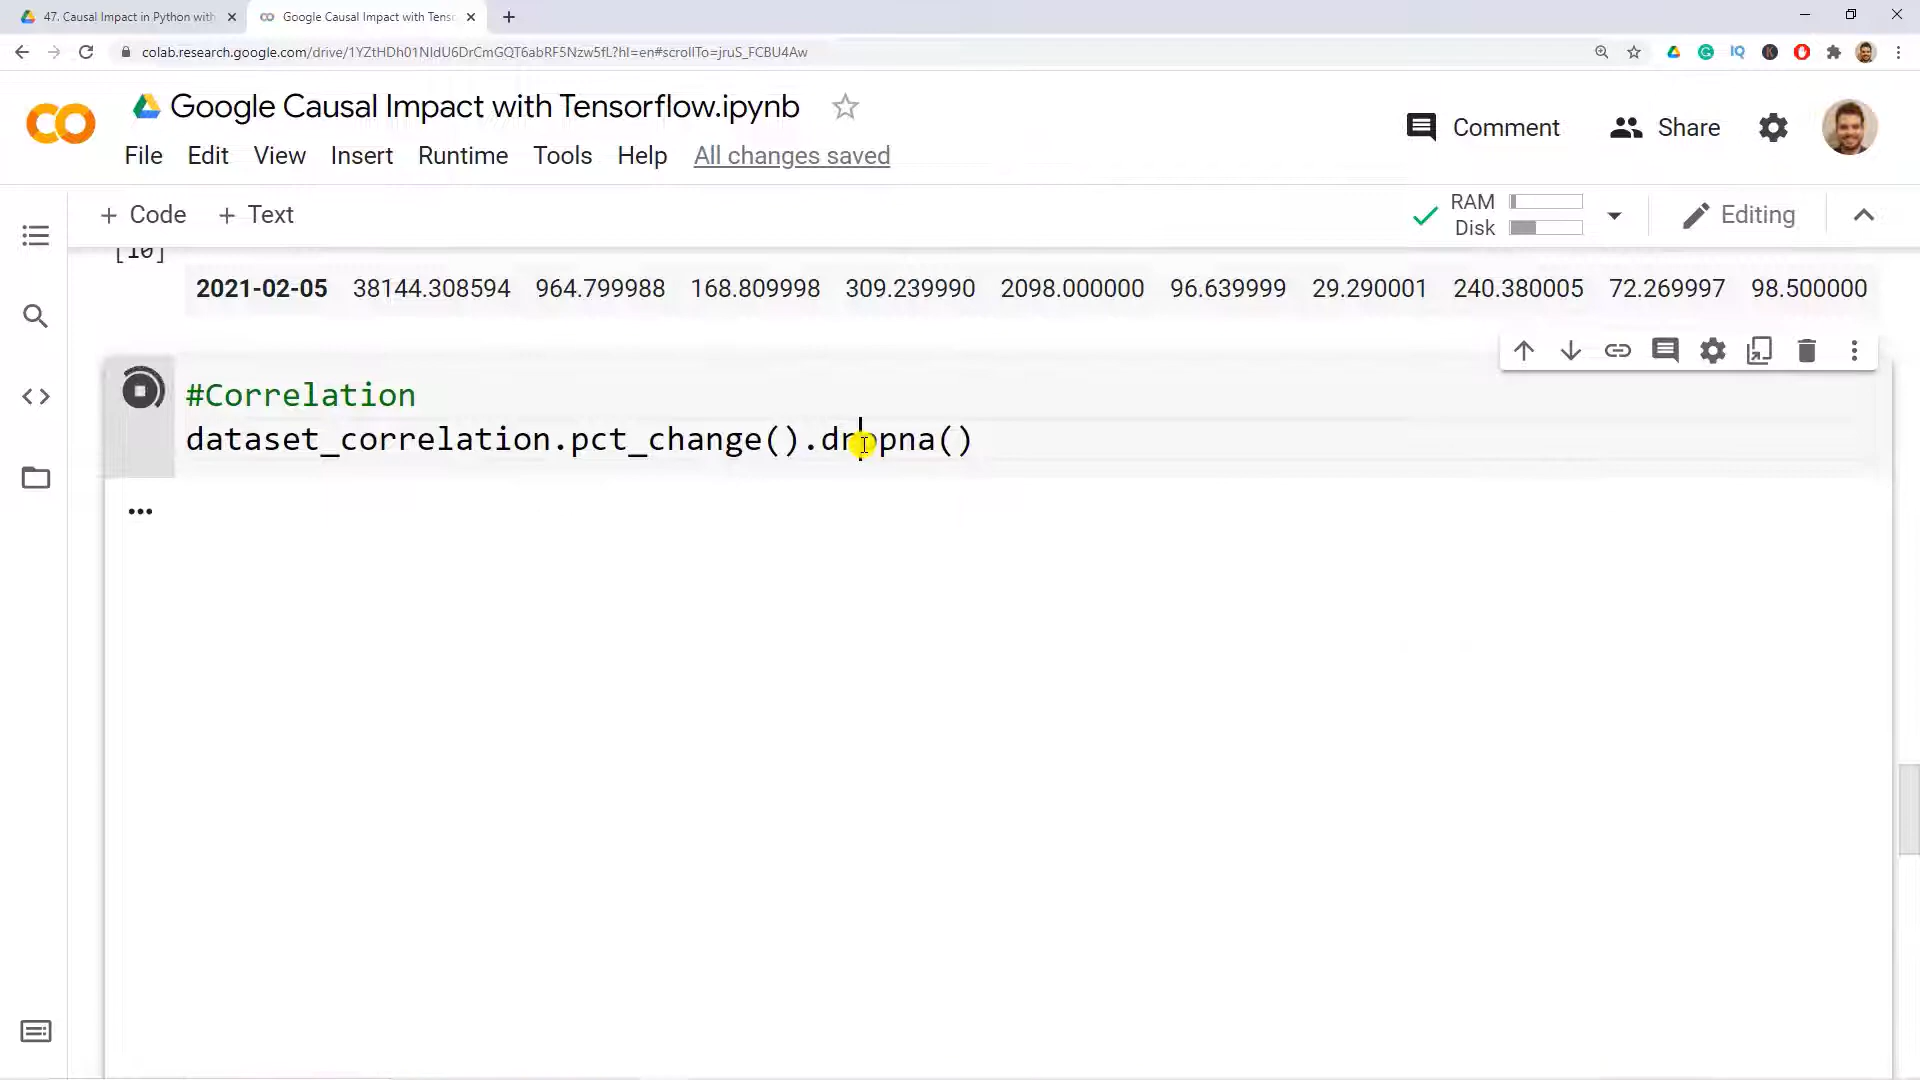 47. Causal Impact in Python with
Google Causal Impact with Tens
colab.research.google.com/drive/1YZtHDh01NIdU6DrCmGQT6abRF5Nzw5fL?hl=en#scrollTo=jruS_FCBU4Aw
Google Causal Impact with Tensorflow.ipynb
Comment
Share
File Edit View Insert Runtime Tools Help All changes saved
+ Code + Text
RAM
Disk
Editing
[10]
2021-02-05 38144.308594 964.799988 168.809998 309.239990 2098.000000 96.639999 29.290001 240.380005 72.269997 98.500000
#Correlation
dataset_correlation.pct_change().dropna()